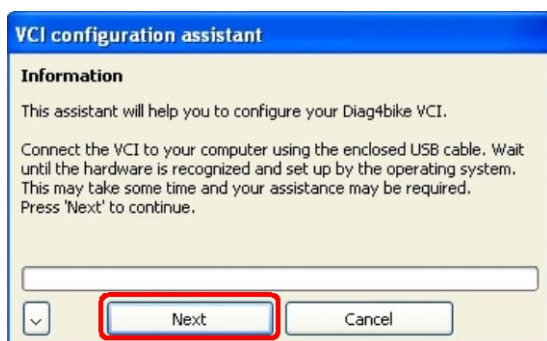 VCI configuration assistant
Information
This assistant will help you to configure your Diag4bike VCI.
Connect the VCI to your computer using the enclosed USB cable. Wait
until the hardware is recognized and set up by the operating system.
This may take some time and your assistance may be required.
Press 'Next' to continue.
Next
Cancel